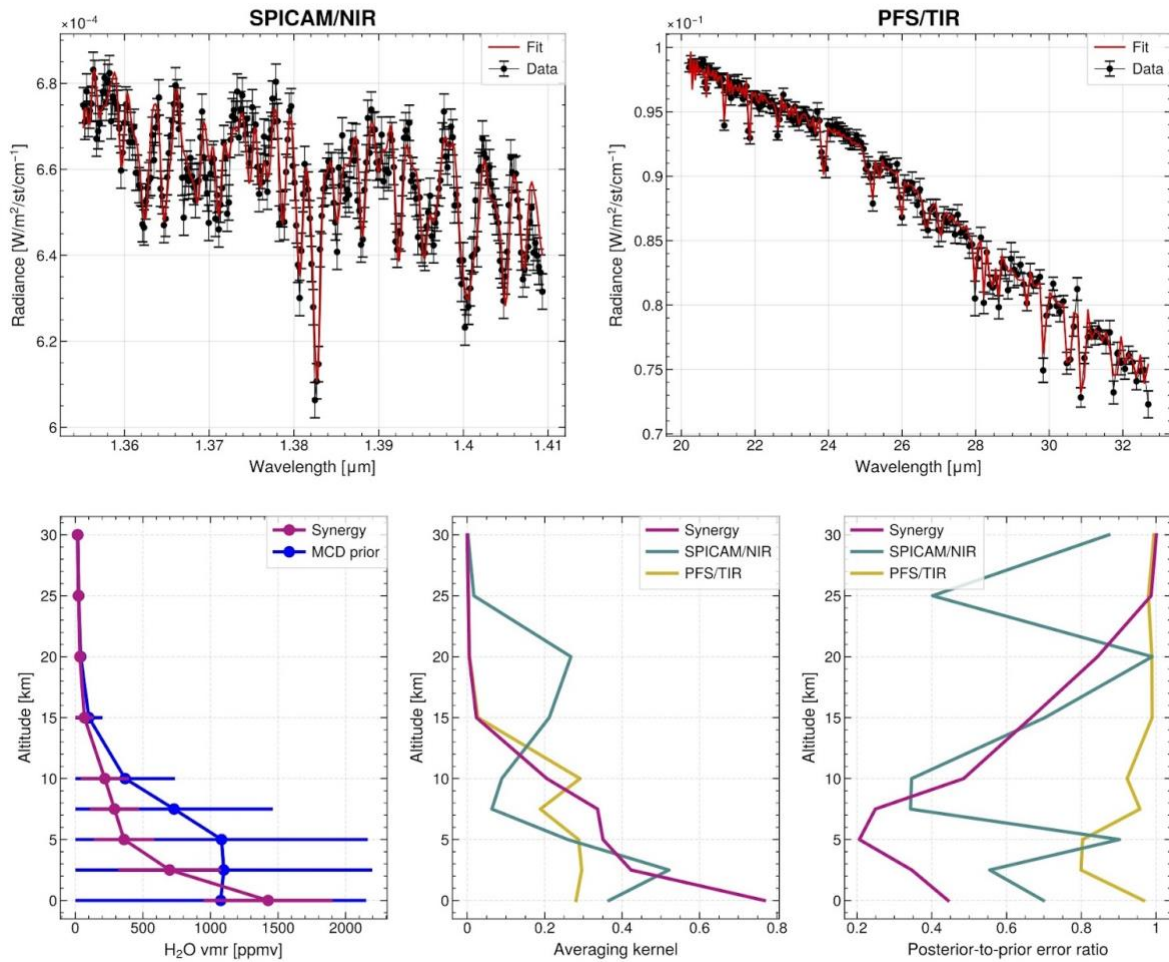 SPICAM/NIR
×10⁻⁴
Fit
Data
6.8
6.6
6.4
6.2
6
Radiance [W/m²/st/cm⁻¹]
1.36
1.37
1.38
1.39
1.4
1.41
Wavelength [µm]
PFS/TIR
×10⁻¹
Fit
Data
1
0.95
0.9
0.85
0.8
0.75
0.7
Radiance [W/m²/st/cm⁻¹]
20
22
24
26
28
30
32
Wavelength [µm]
Synergy
MCD prior
30
25
20
15
10
5
0
Altitude [km]
0
500
1000
1500
2000
H₂O vmr [ppmv]
Synergy
SPICAM/NIR
PFS/TIR
30
25
20
15
10
5
0
Altitude [km]
0
0.2
0.4
0.6
0.8
Averaging kernel
Synergy
SPICAM/NIR
PFS/TIR
30
25
20
15
10
5
0
Altitude [km]
0.2
0.4
0.6
0.8
1
Posterior-to-prior error ratio